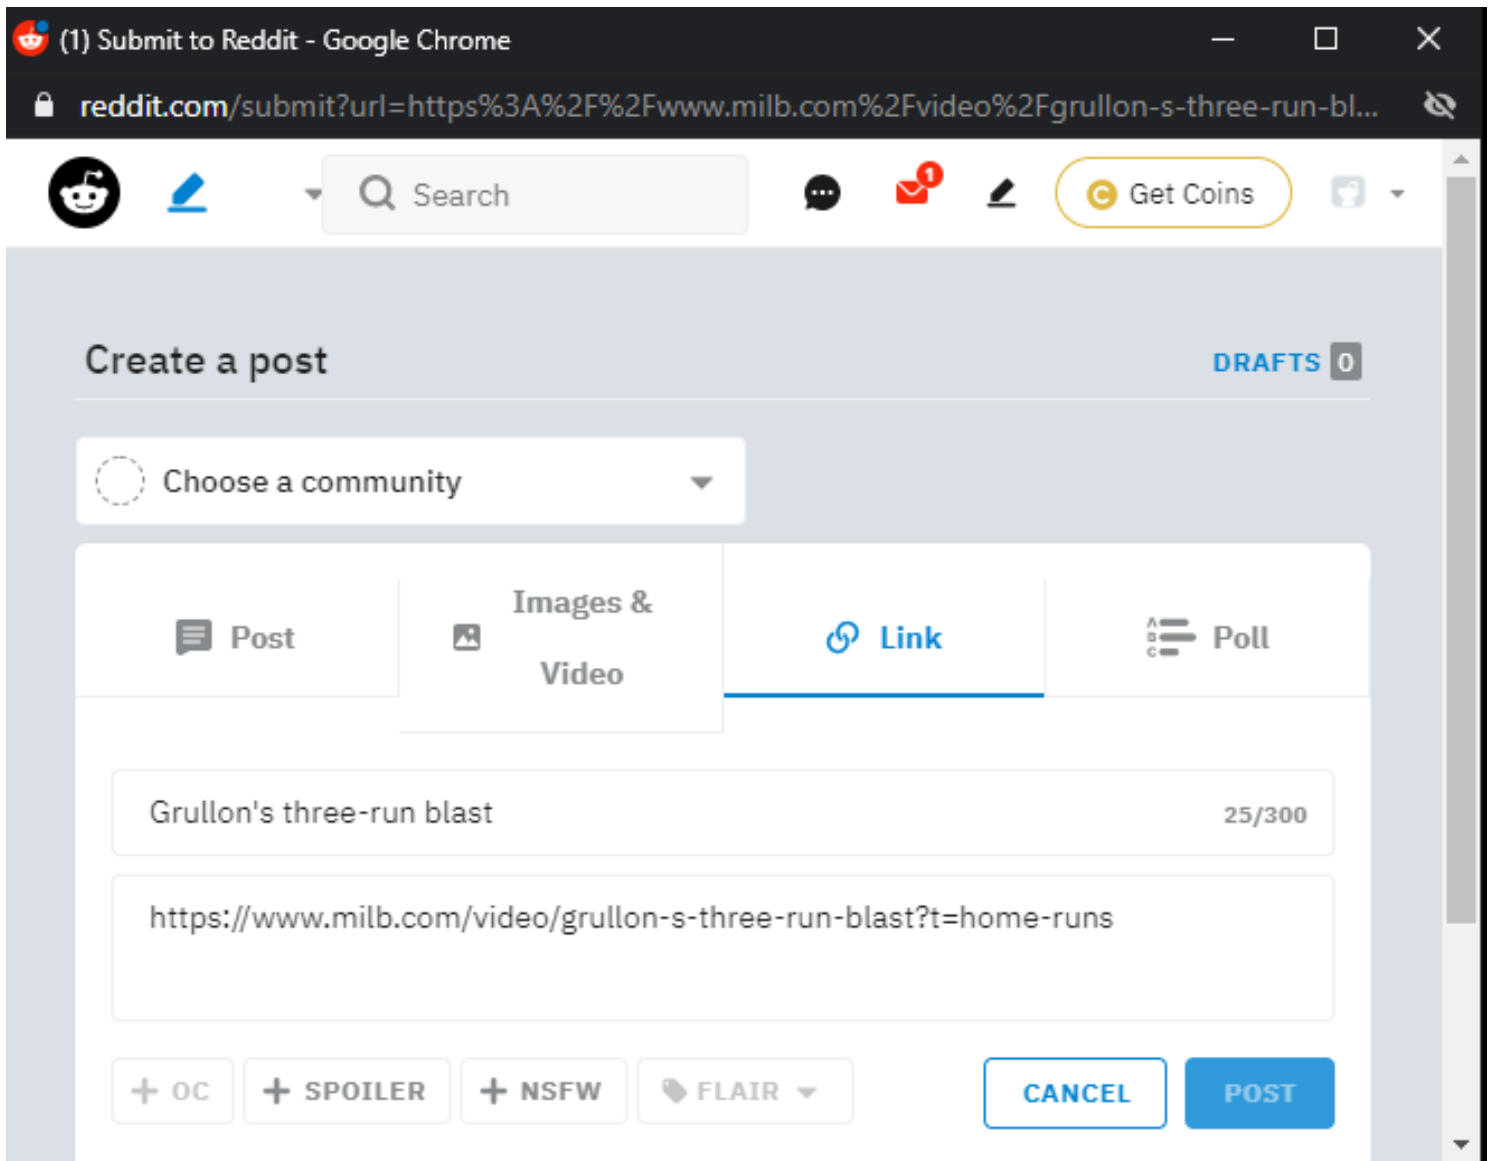 (1) Submit to Reddit - Google Chrome
reddit.com/submit?url=https%3A%2F%2Fwww.milb.com%2Fvideo%2Fgrullon-s-three-run-bl...
Search
1
Get Coins
Create a post
DRAFTS 0
Choose a community
Post
Images &
Video
Link
A
B
C
Poll
Grullon's three-run blast
25/300
https://www.milb.com/video/grullon-s-three-run-blast?t=home-runs
+ OC
+ SPOILER
+ NSFW
FLAIR
CANCEL
POST